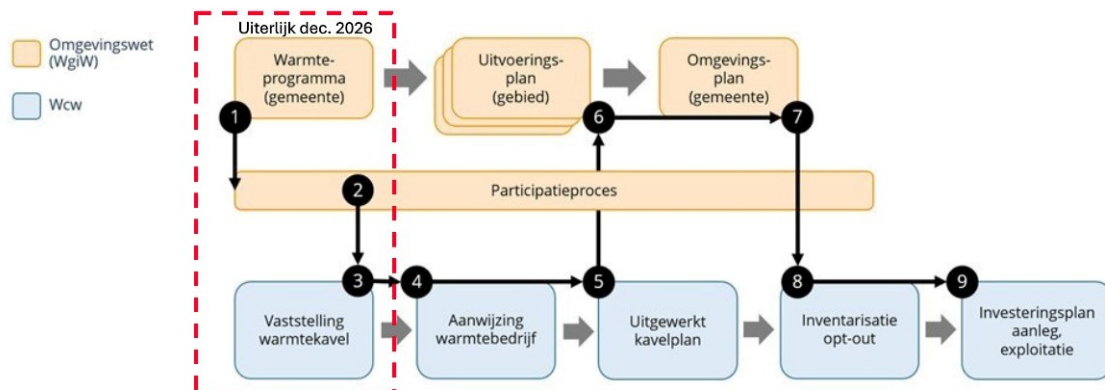 Uiterlijk dec. 2026
Omgevingswet
(WgiW)
Wcw
Warmte-
programma
(gemeente)
Uitvoerings-
plan
(gebied)
Omgevings-
plan
(gemeente)
1
6
7
2
Participatieproces
3
4
5
8
9
Vaststelling
warmtekavel
Aanwijzing
warmtebedrijf
Uitgewerkt
kavelplan
Inventarisatie
opt-out
Investeringsplan
aanleg,
exploitatie